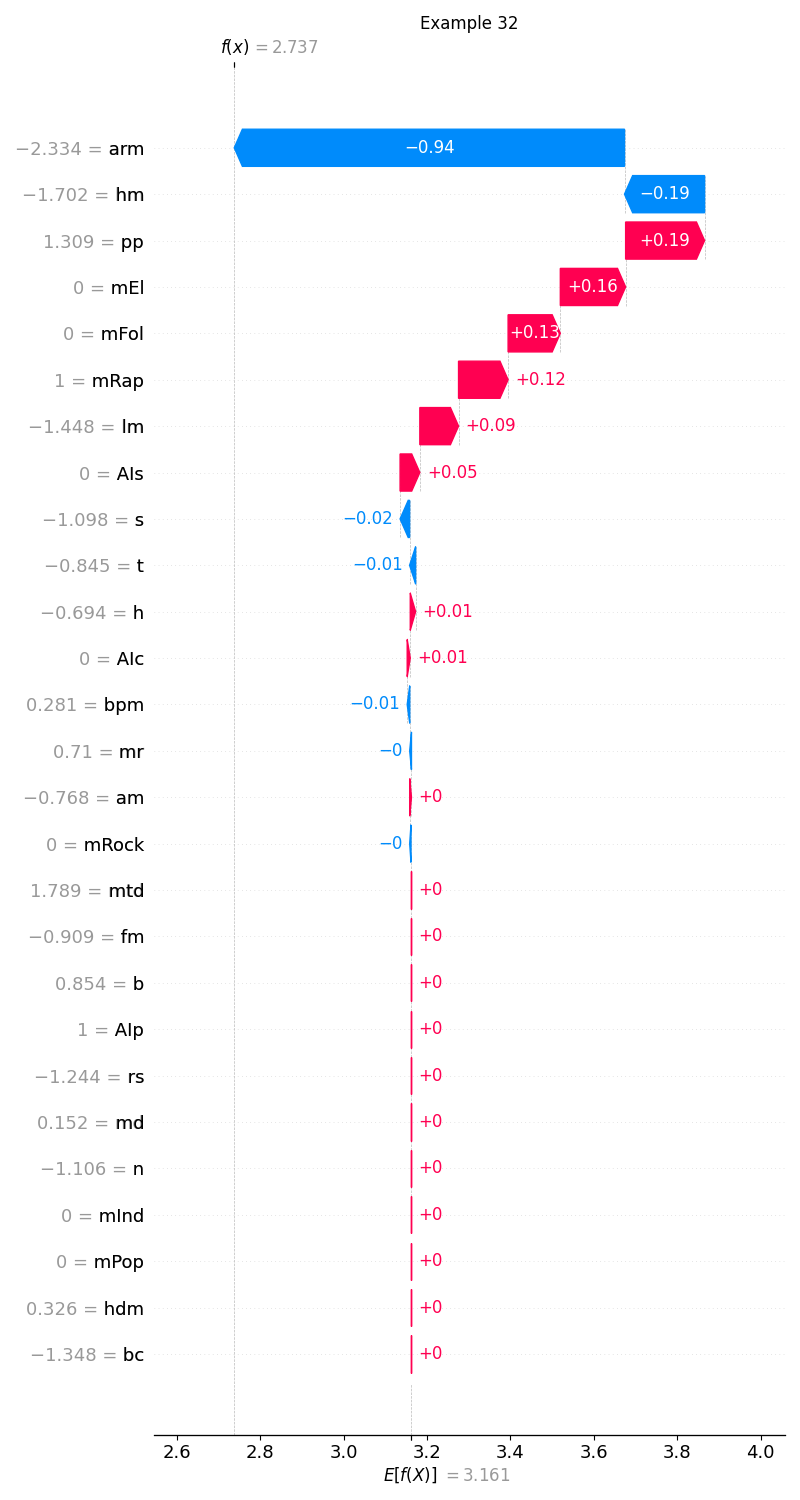 Example 32
f(x) = 2.737
−2.334 = arm −0.94
−1.702 = hm −0.19
1.309 = pp +0.19
0 = mEl +0.16
0 = mFol +0.13
1 = mRap +0.12
−1.448 = lm +0.09
0 = AIs +0.05
−1.098 = s −0.02
−0.845 = t −0.01
−0.694 = h +0.01
0 = AIc +0.01
0.281 = bpm −0.01
0.71 = mr −0
−0.768 = am +0
0 = mRock −0
1.789 = mtd +0
−0.909 = fm +0
0.854 = b +0
1 = AIp +0
−1.244 = rs +0
0.152 = md +0
−1.106 = n +0
0 = mInd +0
0 = mPop +0
0.326 = hdm +0
−1.348 = bc +0
2.6 2.8 3.0 3.2 3.4 3.6 3.8 4.0
E[f(X)] = 3.161